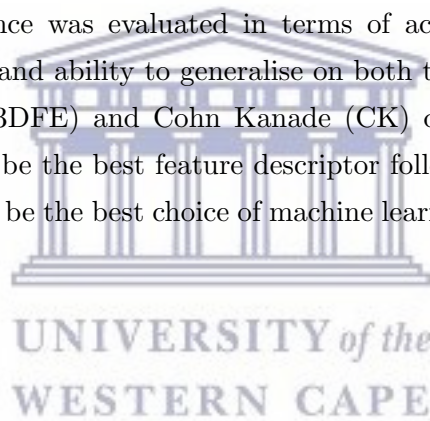 nce was evaluated in terms of ac
and ability to generalise on both t
3DFE) and Cohn Kanade (CK) d
be the best feature descriptor foll
be the best choice of machine learn
UNIVERSITY of the
WESTERN CAPE